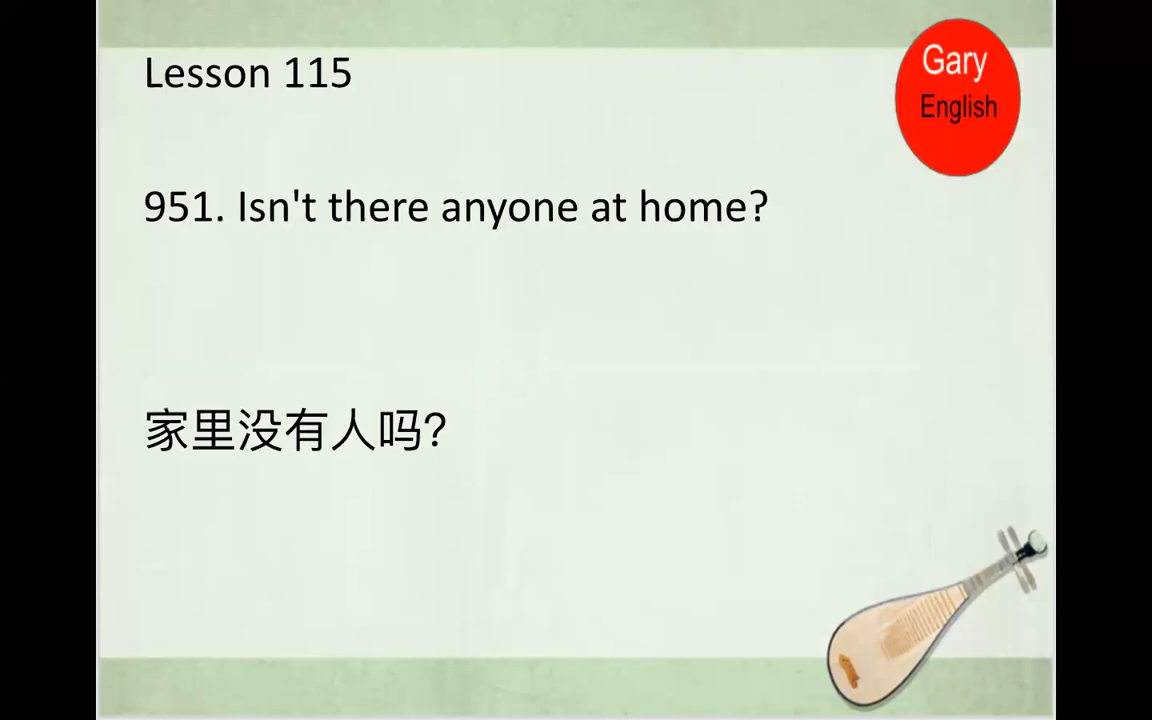 Lesson 115
Gary
English
951. Isn't there anyone at home?
家里没有人吗?